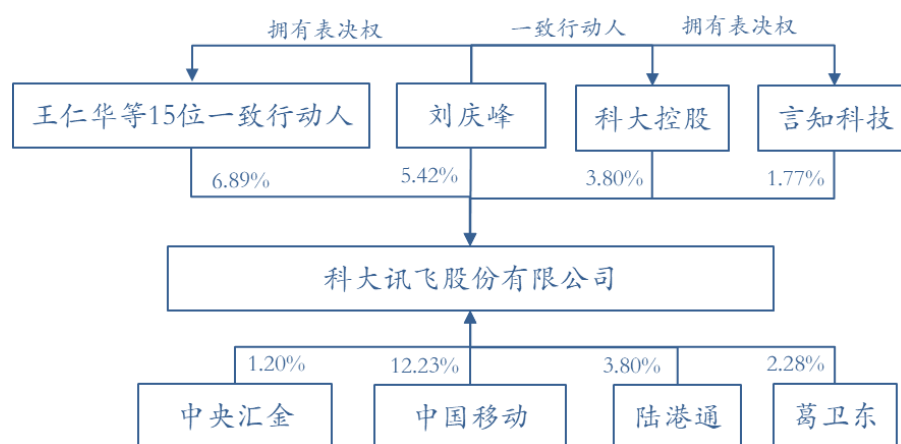 拥有表决权
一致行动人
拥有表决权
王仁华等15位一致行动人
刘庆峰
科大控股
言知科技
6.89%
5.42%
3.80%
1.77%
科大讯飞股份有限公司
1.20%
12.23%
3.80%
2.28%
中央汇金
中国移动
陆港通
葛卫东